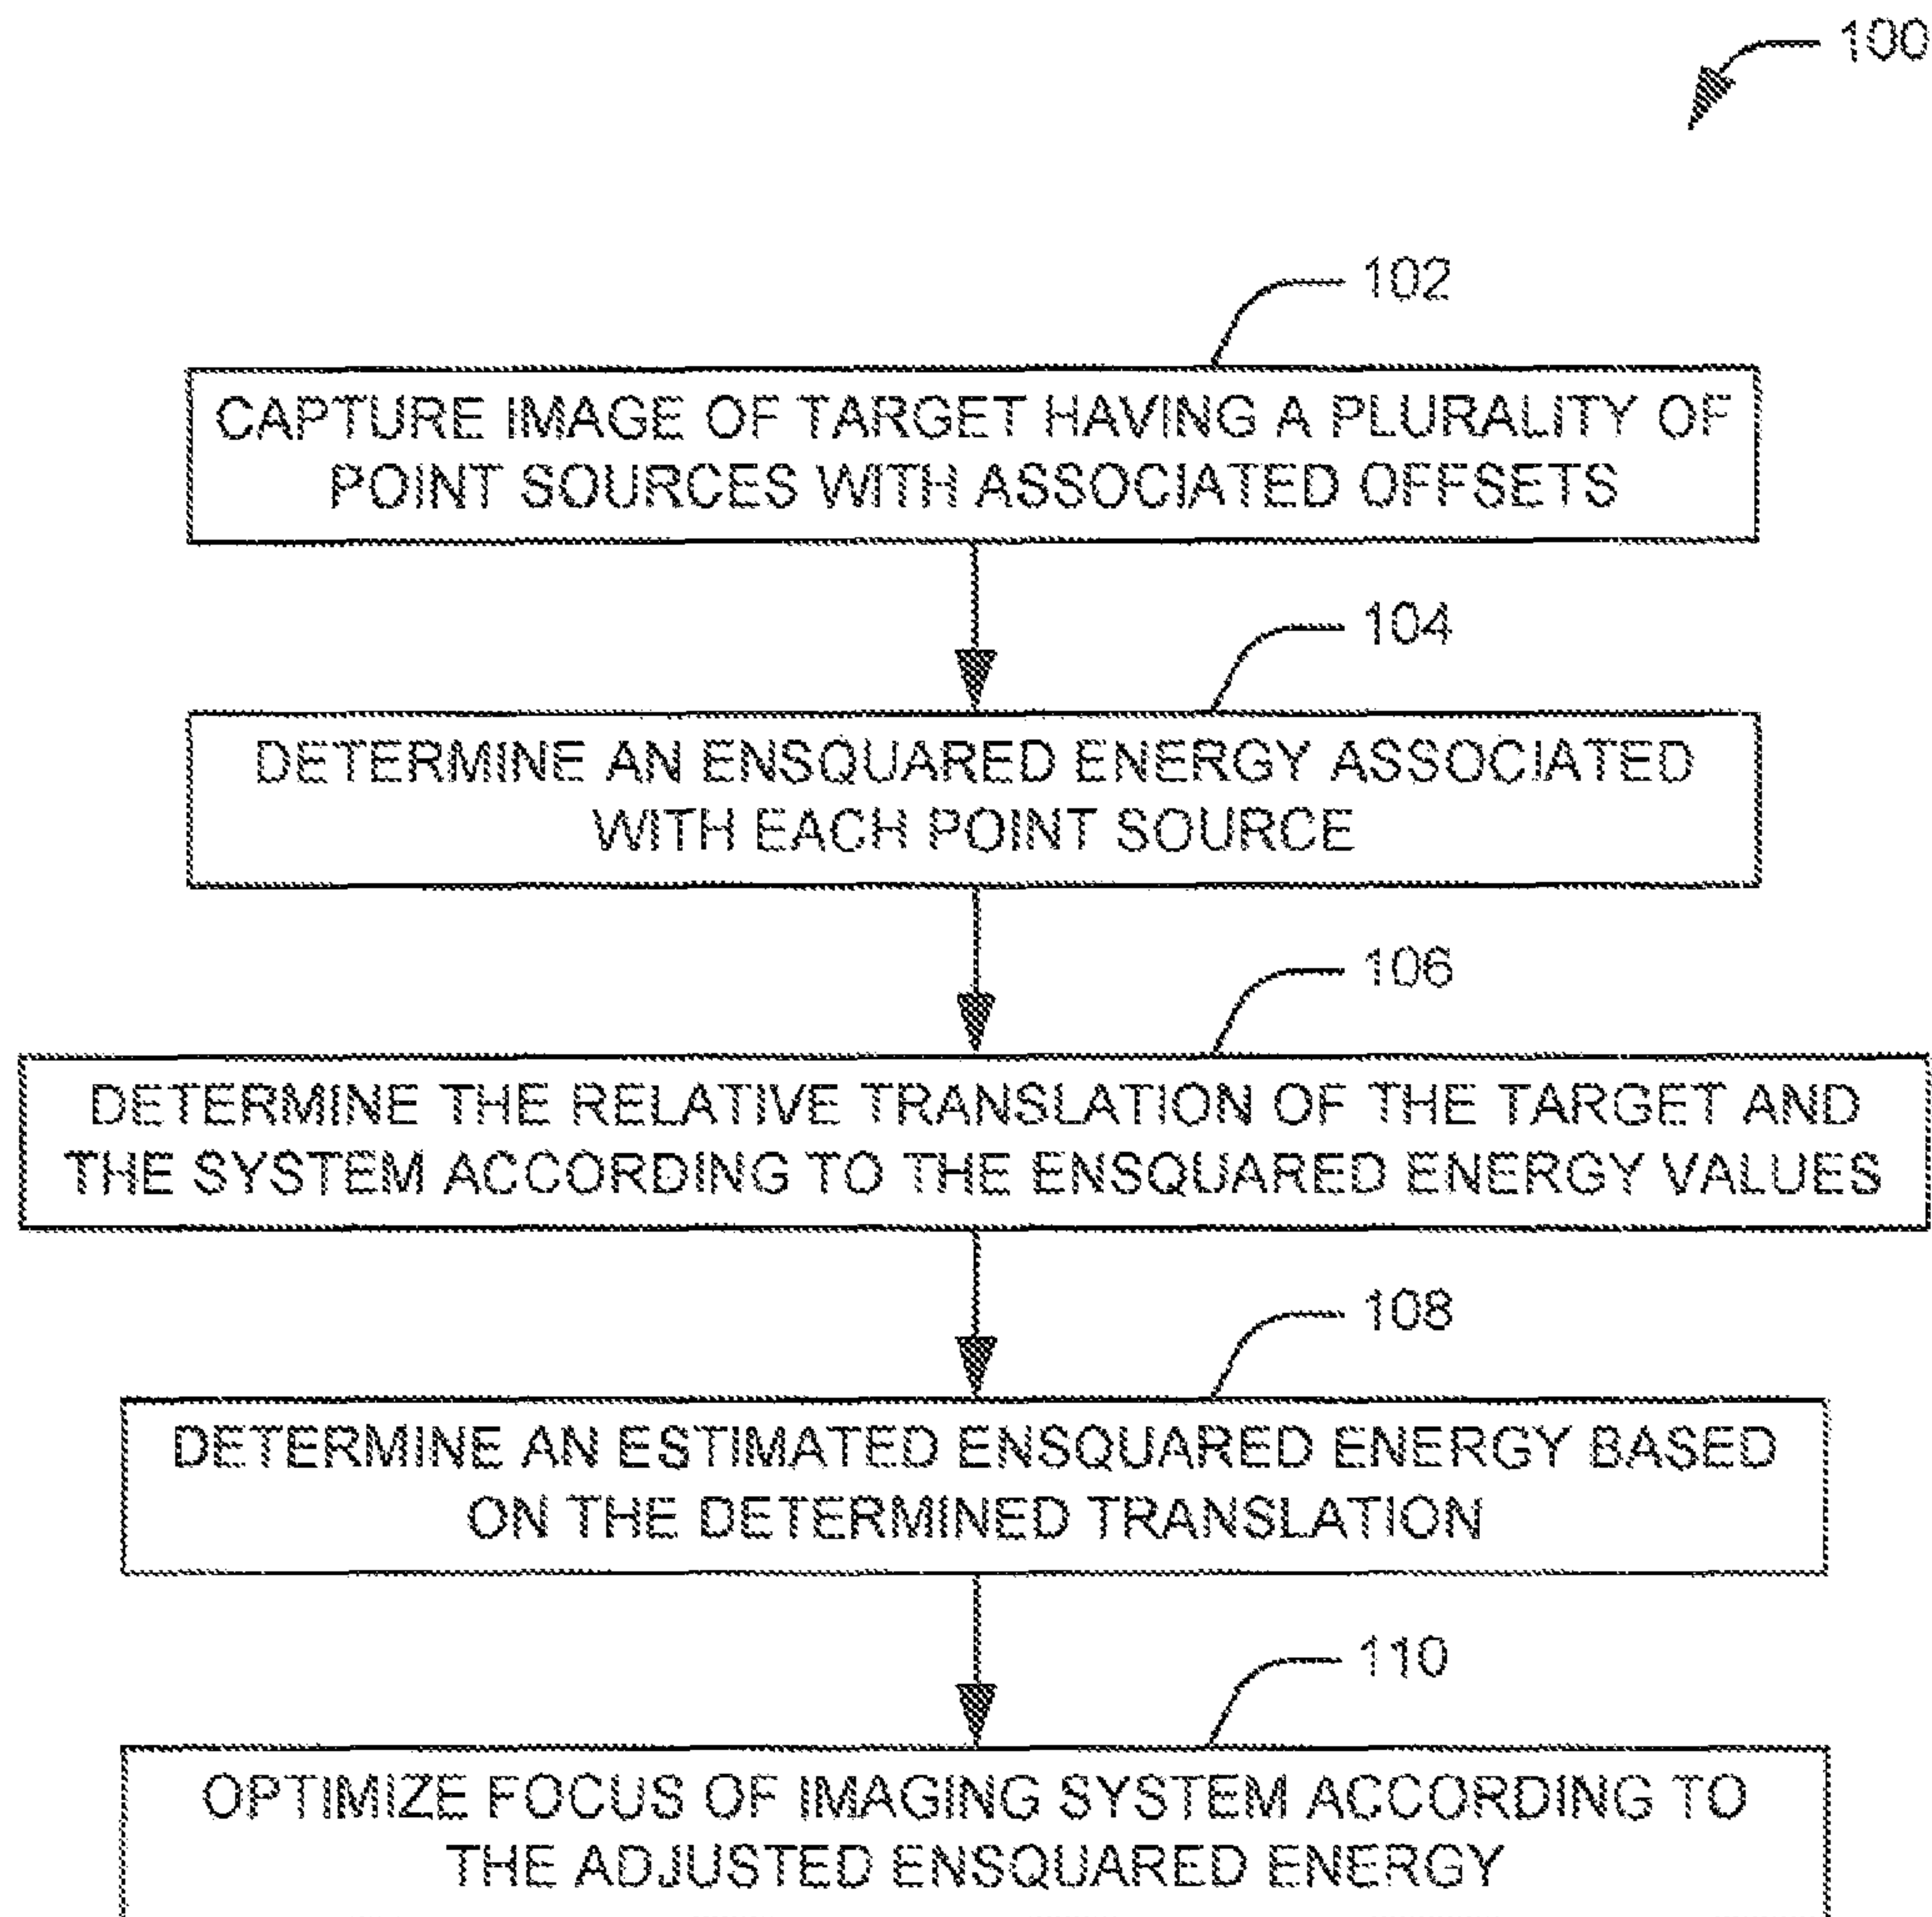 100
102
CAPTURE IMAGE OF TARGET HAVING A PLURALITY OF
POINT SOURCES WITH ASSOCIATED OFFSETS
104
DETERMINE AN ENSQUARED ENERGY ASSOCIATED
WITH EACH POINT SOURCE
106
DETERMINE THE RELATIVE TRANSLATION OF THE TARGET AND
THE SYSTEM ACCORDING TO THE ENSQUARED ENERGY VALUES
108
DETERMINE AN ESTIMATED ENSQUARED ENERGY BASED
ON THE DETERMINED TRANSLATION
110
OPTIMIZE FOCUS OF IMAGING SYSTEM ACCORDING TO
THE ADJUSTED ENSQUARED ENERGY